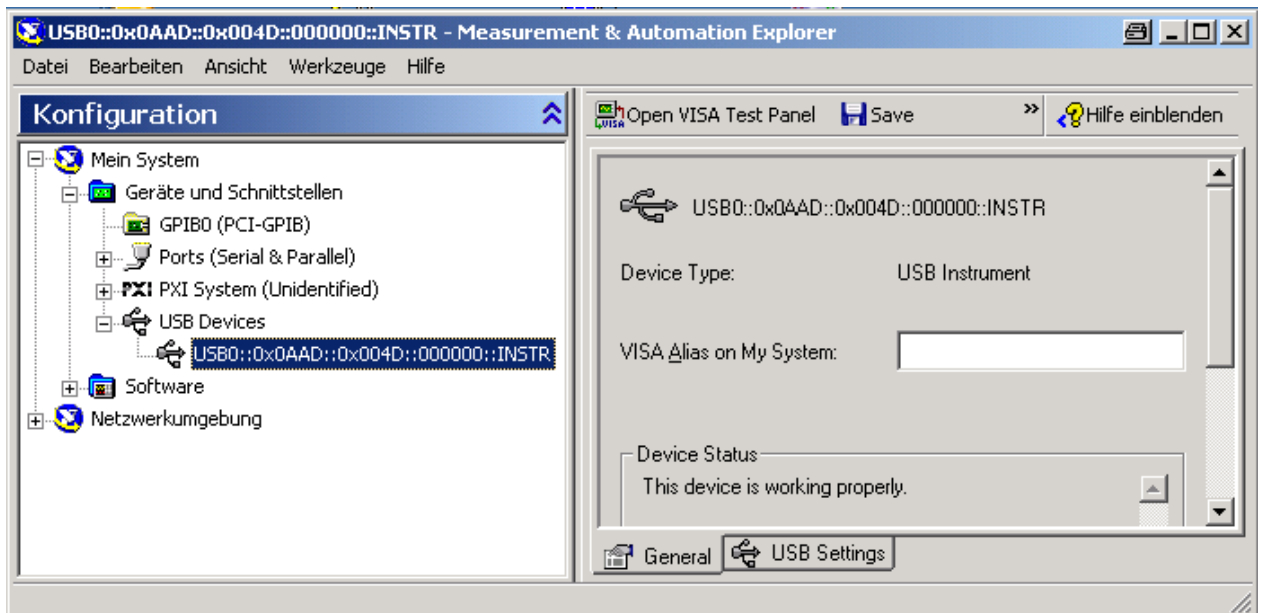 USB0::0x0AAD::0x004D::000000::INSTR - Measurement & Automation Explorer
Datei Bearbeiten Ansicht Werkzeuge Hilfe
Konfiguration
Mein System
Geräte und Schnittstellen
GPIB0 (PCI-GPIB)
Ports (Serial & Parallel)
PXI PXI System (Unidentified)
USB Devices
USB0::0x0AAD::0x004D::000000::INSTR
Software
Netzwerkumgebung
VISA Open VISA Test Panel Save » Hilfe einblenden
USB0::0x0AAD::0x004D::000000::INSTR
Device Type: USB Instrument
VISA Alias on My System:
Device Status
This device is working properly.
General USB Settings